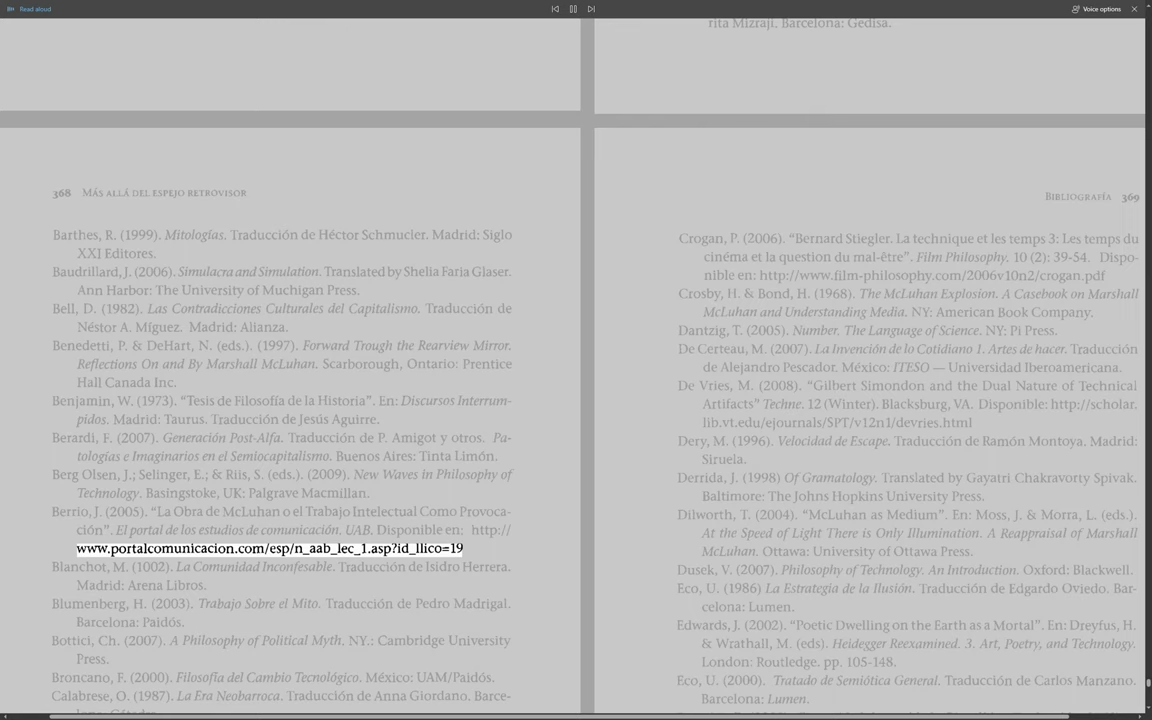 Read aloud
Voice options
rita Mizraji. Barcelona: Gedisa.
368 MÁS ALLÁ DEL ESPEJO RETROVISOR
Barthes, R. (1999). Mitologías. Traducción de Héctor Schmucler. Madrid: Siglo
XXI Editores.
Baudrillard, J. (2006). Simulacra and Simulation. Translated by Shelia Faria Glaser.
Ann Harbor: The University of Muchigan Press.
Bell, D. (1982). Las Contradicciones Culturales del Capitalismo. Traducción de
Néstor A. Míguez. Madrid: Alianza.
Benedetti, P. & DeHart, N. (eds.). (1997). Forward Trough the Rearview Mirror.
Reflections On and By Marshall McLuhan. Scarborough, Ontario: Prentice
Hall Canada Inc.
Benjamin, W. (1973). “Tesis de Filosofía de la Historia”. En: Discursos Interrum-
pidos. Madrid: Taurus. Traducción de Jesús Aguirre.
Berardi, F. (2007). Generación Post-Alfa. Traducción de P. Amigot y otros. Pa-
tologías e Imaginarios en el Semiocapitalismo. Buenos Aires: Tinta Limón.
Berg Olsen, J.; Selinger, E.; & Riis, S. (eds.). (2009). New Waves in Philosophy of
Technology. Basingstoke, UK: Palgrave Macmillan.
Berrio, J. (2005). “La Obra de McLuhan o el Trabajo Intelectual Como Provoca-
ción”. El portal de los estudios de comunicación. UAB. Disponible en: http://
www.portalcomunicacion.com/esp/n_aab_lec_1.asp?id_llico=19
Blanchot, M. (1002). La Comunidad Inconfesable. Traducción de Isidro Herrera.
Madrid: Arena Libros.
Blumenberg, H. (2003). Trabajo Sobre el Mito. Traducción de Pedro Madrigal.
Barcelona: Paidós.
Bottici, Ch. (2007). A Philosophy of Political Myth. NY.: Cambridge University
Press.
Broncano, F. (2000). Filosofía del Cambio Tecnológico. México: UAM/Paidós.
Calabrese, O. (1987). La Era Neobarroca. Traducción de Anna Giordano. Barce-
BIBLIOGRAFÍA 369
Crogan, P. (2006). “Bernard Stiegler. La technique et les temps 3: Les temps du
cinéma et la question du mal-être”. Film Philosophy. 10 (2): 39-54. Dispo-
nible en: http://www.film-philosophy.com/2006v10n2/crogan.pdf
Crosby, H. & Bond, H. (1968). The McLuhan Explosion. A Casebook on Marshall
McLuhan and Understanding Media. NY: American Book Company.
Dantzig, T. (2005). Number. The Language of Science. NY: Pi Press.
De Certeau, M. (2007). La Invención de lo Cotidiano 1. Artes de hacer. Traducción
de Alejandro Pescador. México: ITESO — Universidad Iberoamericana.
De Vries, M. (2008). “Gilbert Simondon and the Dual Nature of Technical
Artifacts” Techne. 12 (Winter). Blacksburg, VA. Disponible: http://scholar.
lib.vt.edu/ejournals/SPT/v12n1/devries.html
Dery, M. (1996). Velocidad de Escape. Traducción de Ramón Montoya. Madrid:
Siruela.
Derrida, J. (1998) Of Gramatology. Translated by Gayatri Chakravorty Spivak.
Baltimore: The Johns Hopkins University Press.
Dilworth, T. (2004). “McLuhan as Medium”. En: Moss, J. & Morra, L. (eds.).
At the Speed of Light There is Only Illumination. A Reappraisal of Marshall
McLuhan. Ottawa: University of Ottawa Press.
Dusek, V. (2007). Philosophy of Technology. An Introduction. Oxford: Blackwell.
Eco, U. (1986) La Estrategia de la Ilusión. Traducción de Edgardo Oviedo. Bar-
celona: Lumen.
Edwards, J. (2002). “Poetic Dwelling on the Earth as a Mortal”. En: Dreyfus, H.
& Wrathall, M. (eds). Heidegger Reexamined. 3. Art, Poetry, and Technology.
London: Routledge. pp. 105-148.
Eco, U. (2000). Tratado de Semiótica General. Traducción de Carlos Manzano.
Barcelona: Lumen.